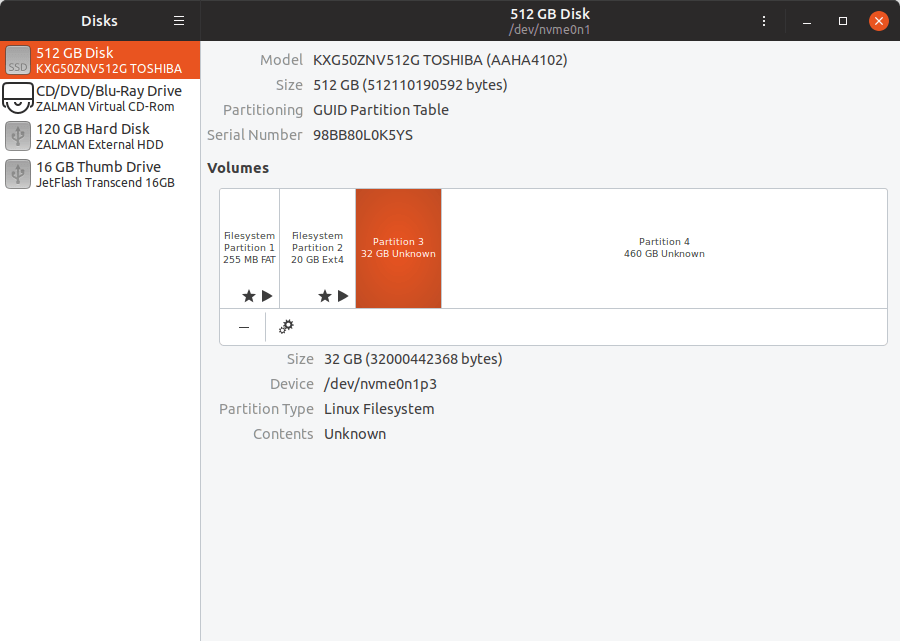 Disks
512 GB Disk
/dev/nvme0n1
SSD
512 GB Disk
KXG50ZNV512G TOSHIBA
CD/DVD/Blu-Ray Drive
ZALMAN Virtual CD-Rom
120 GB Hard Disk
ZALMAN External HDD
16 GB Thumb Drive
JetFlash Transcend 16GB
Model KXG50ZNV512G TOSHIBA (AAHA4102)
Size 512 GB (512110190592 bytes)
Partitioning GUID Partition Table
Serial Number 98BB80L0K5YS
Volumes
Filesystem
Partition 1
255 MB FAT
Filesystem
Partition 2
20 GB Ext4
Partition 3
32 GB Unknown
Partition 4
460 GB Unknown
Size 32 GB (32000442368 bytes)
Device /dev/nvme0n1p3
Partition Type Linux Filesystem
Contents Unknown